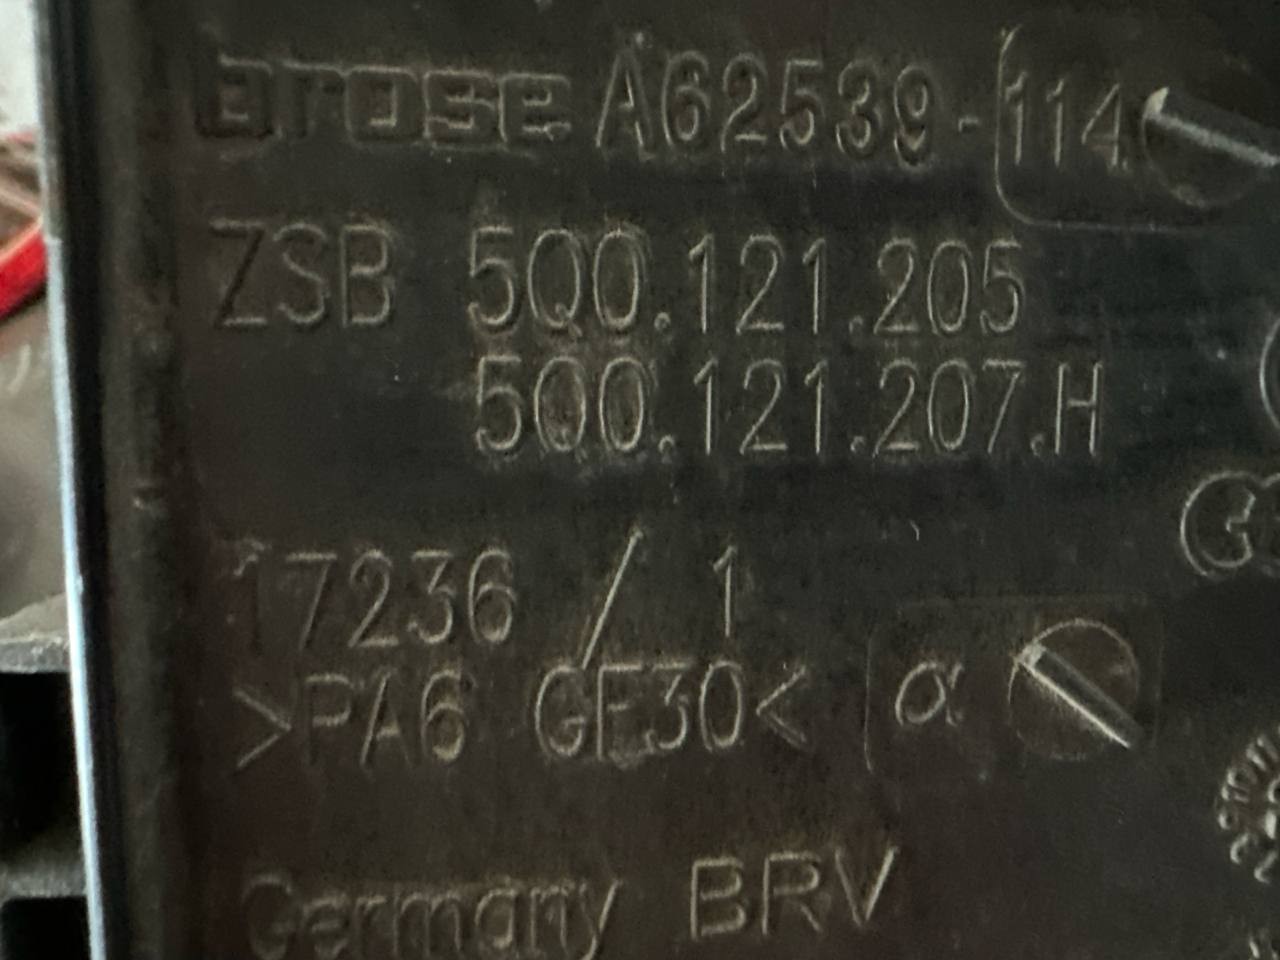 brose A62539-114
ZSB 5Q0.121.205
5Q0.121.207.H
17236 / 1
>PA6 GF30<
α
Germany BRV